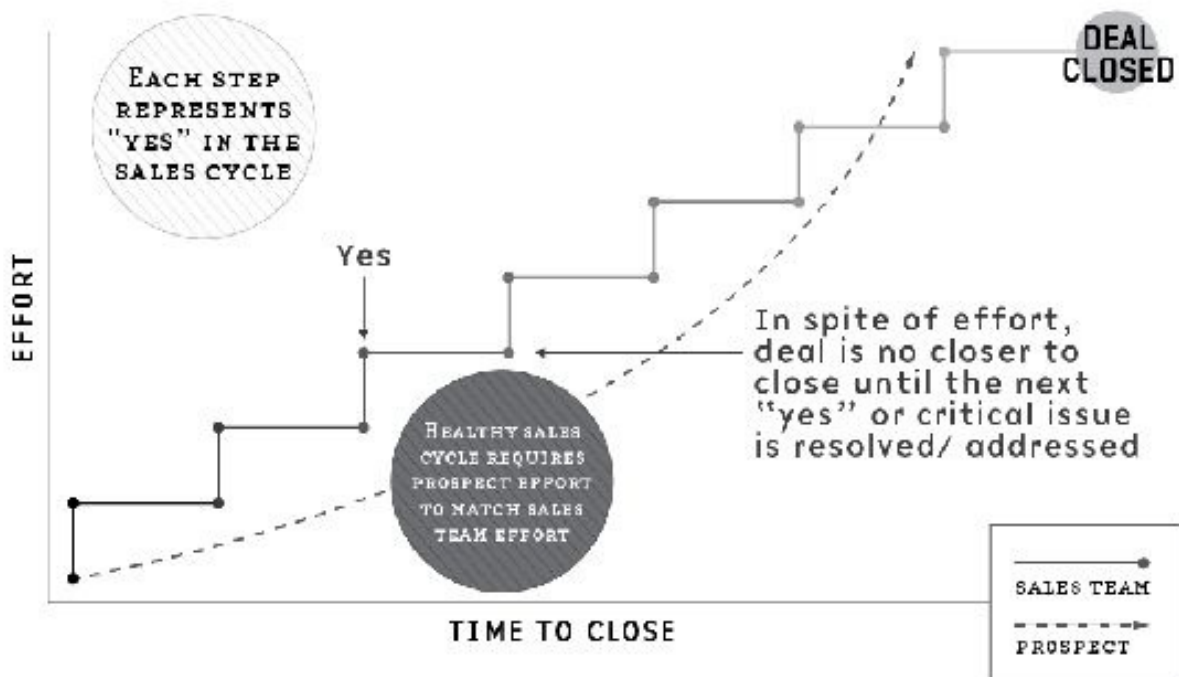 EACH STEP
REPRESENTS
"YES" IN THE
SALES CYCLE
DEAL
CLOSED
Yes
EFFORT
In spite of effort,
deal is no closer to
close until the next
"yes" or critical issue
is resolved/ addressed
HEALTHY SALES
CYCLE REQUIRES
PROSPECT EFFORT
TO MATCH SALES
TEAM EFFORT
TIME TO CLOSE
SALES TEAM
PROSPECT